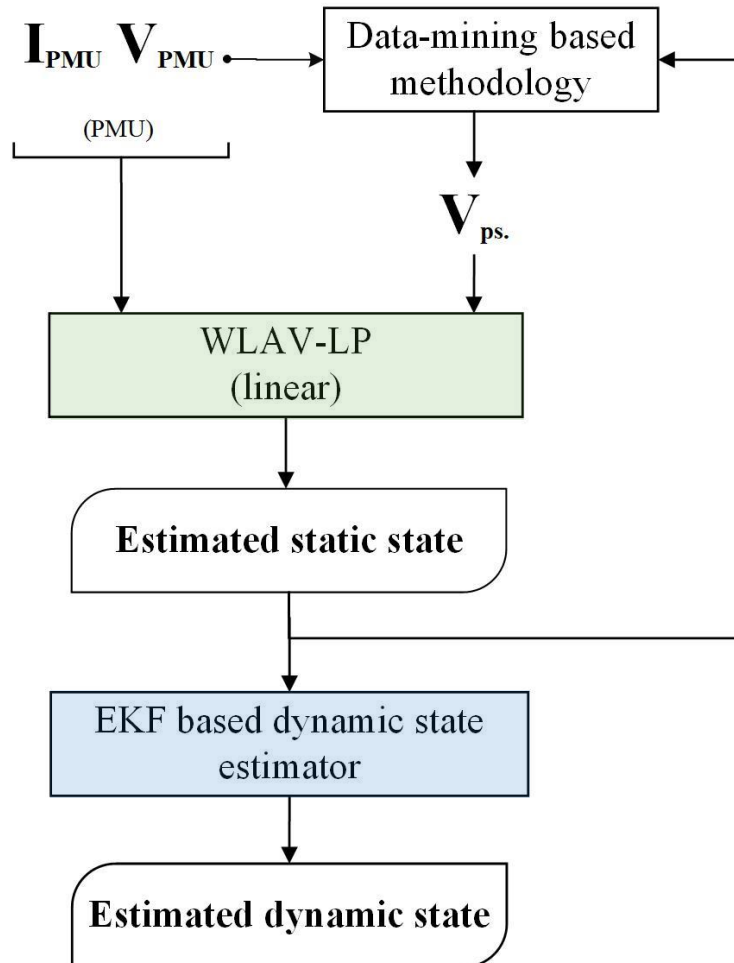 I_PMU V_PMU
Data-mining based
methodology
(PMU)
V_ps.
WLAV-LP
(linear)
Estimated static state
EKF based dynamic state
estimator
Estimated dynamic state